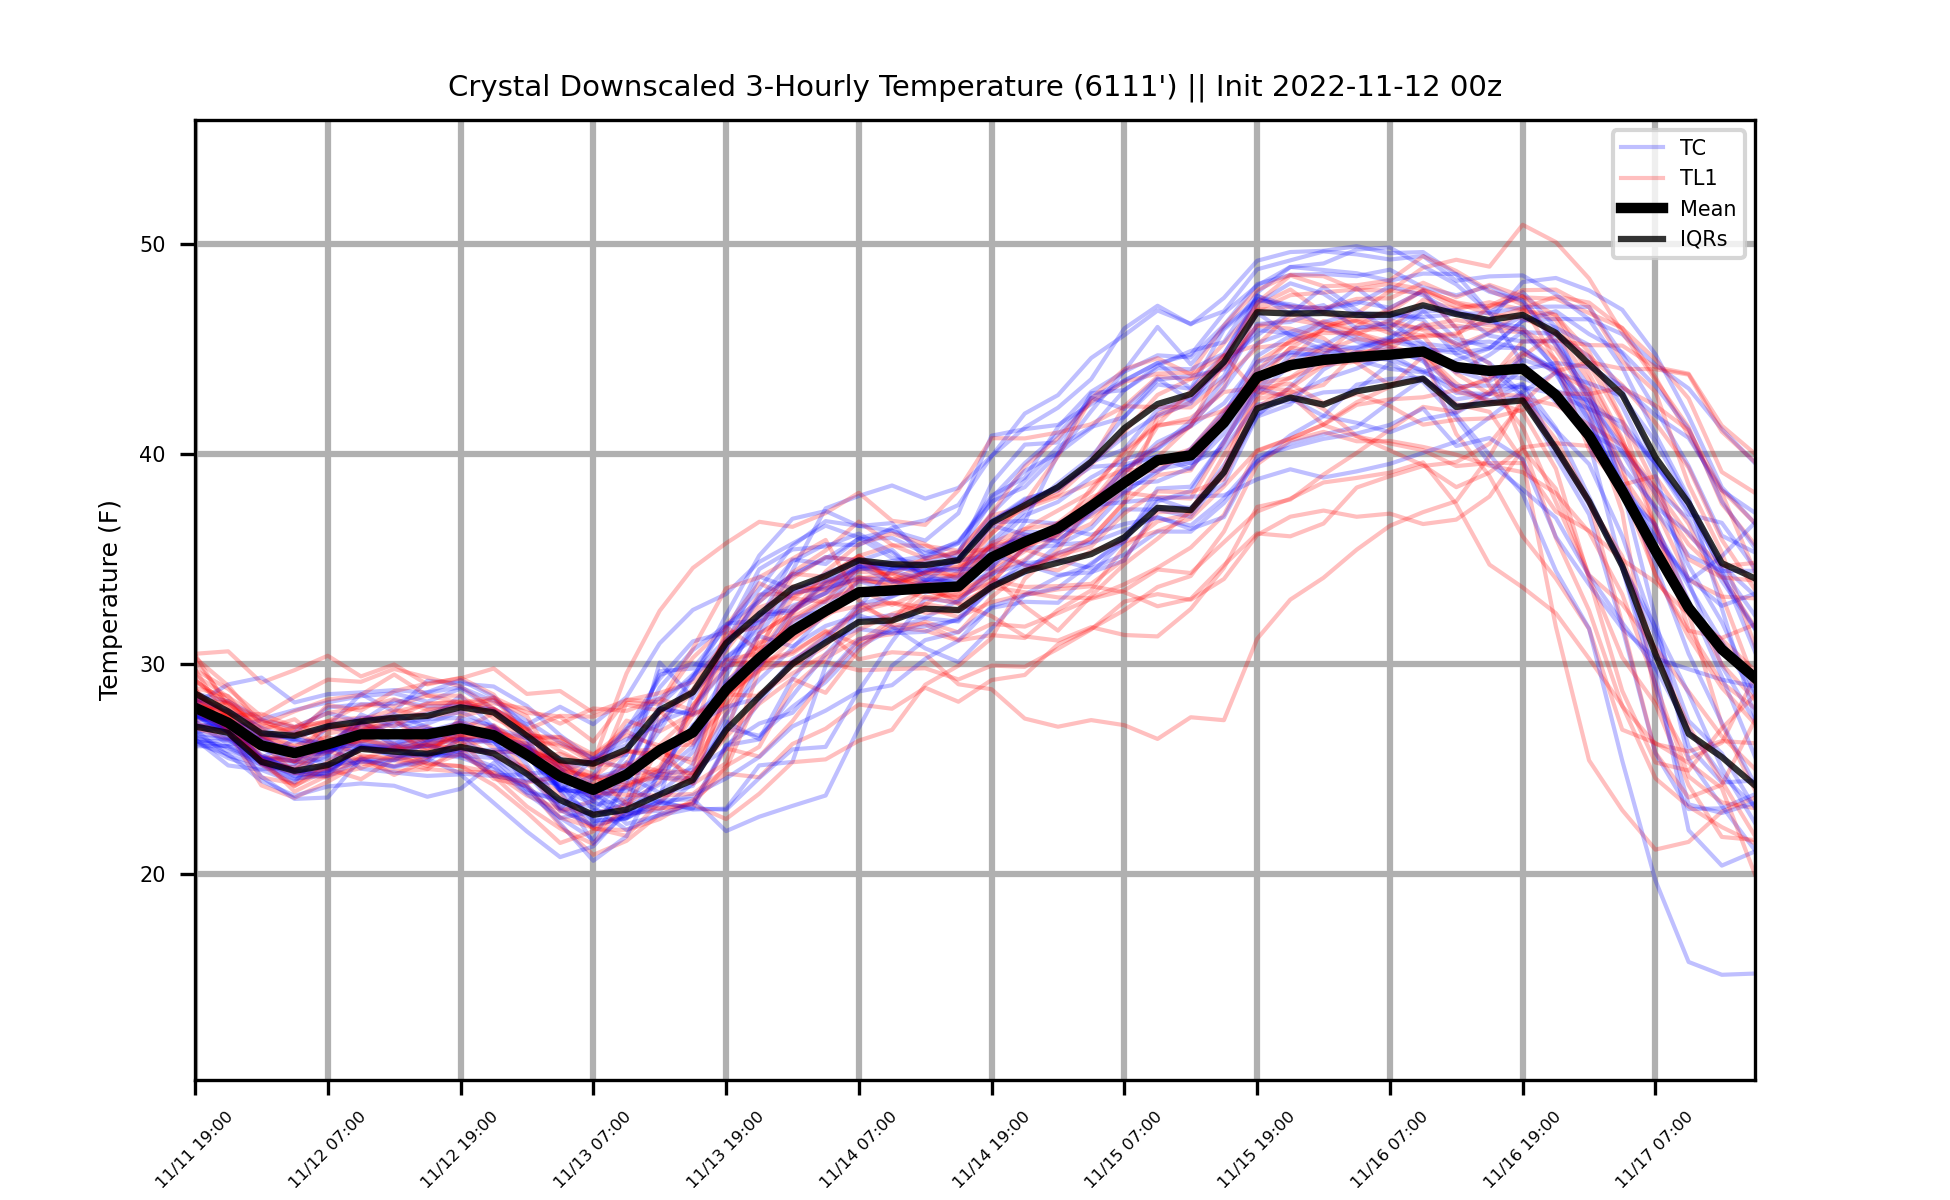 Crystal Downscaled 3-Hourly Temperature (6111') || Init 2022-11-12 00z
TC
TL1
Mean
IQRs
Temperature (F)
50
40
30
20
11/11 19:00
11/12 07:00
11/12 19:00
11/13 07:00
11/13 19:00
11/14 07:00
11/14 19:00
11/15 07:00
11/15 19:00
11/16 07:00
11/16 19:00
11/17 07:00